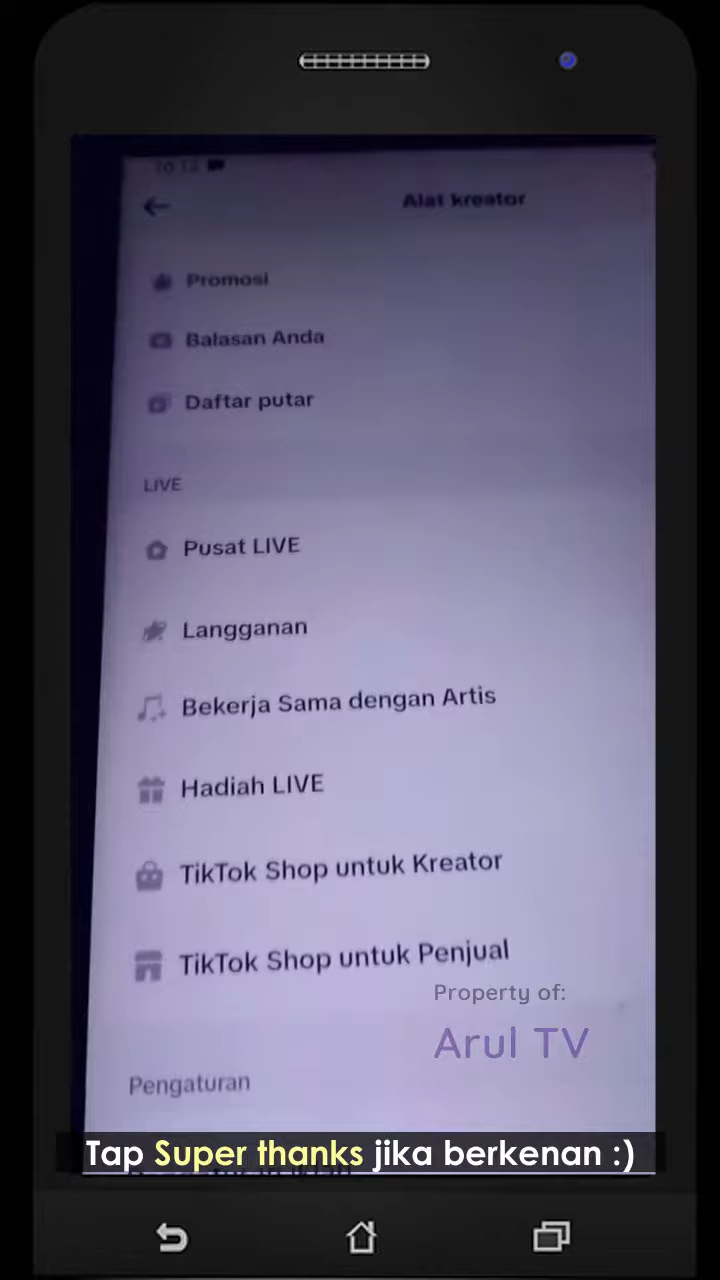 Alat kreator
Promosi
Balasan Anda
Daftar putar
LIVE
Pusat LIVE
Langganan
Bekerja Sama dengan Artis
Hadiah LIVE
TikTok Shop untuk Kreator
TikTok Shop untuk Penjual
Property of:
Arul TV
Pengaturan
Tap Super thanks jika berkenan :)